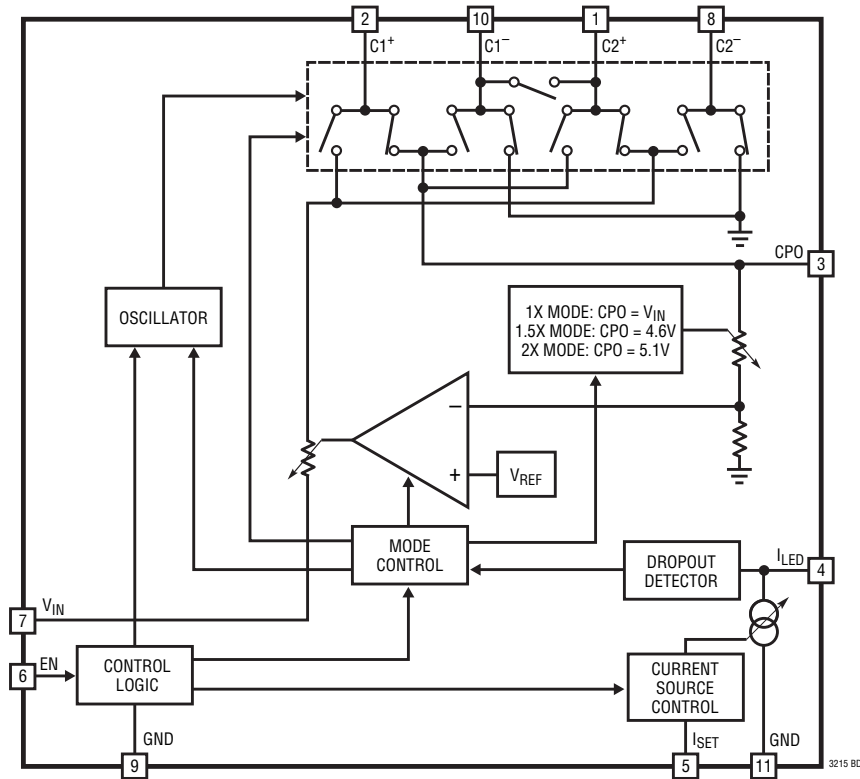 2 10 1 8
C1+ C1– C2+ C2–
CPO
3
OSCILLATOR
1X MODE: CPO = VIN
1.5X MODE: CPO = 4.6V
2X MODE: CPO = 5.1V
–
+
VREF
MODE
CONTROL
DROPOUT
DETECTOR
ILED
4
7
VIN
6
EN
CONTROL
LOGIC
CURRENT
SOURCE
CONTROL
GND
9
ISET
5
GND
11
3215 BD